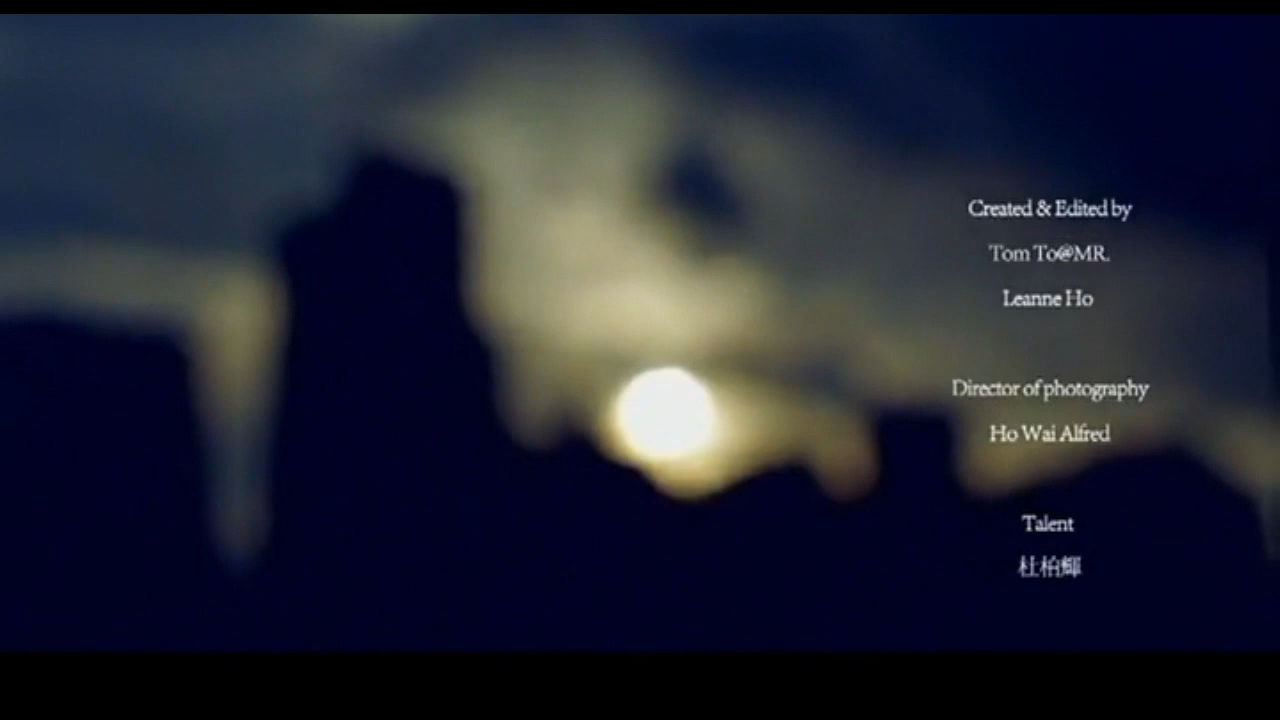 Created & Edited by
Tom To@MR.
Leanne Ho
Director of photography
Ho Wai Alfred
Talent
杜柏輝